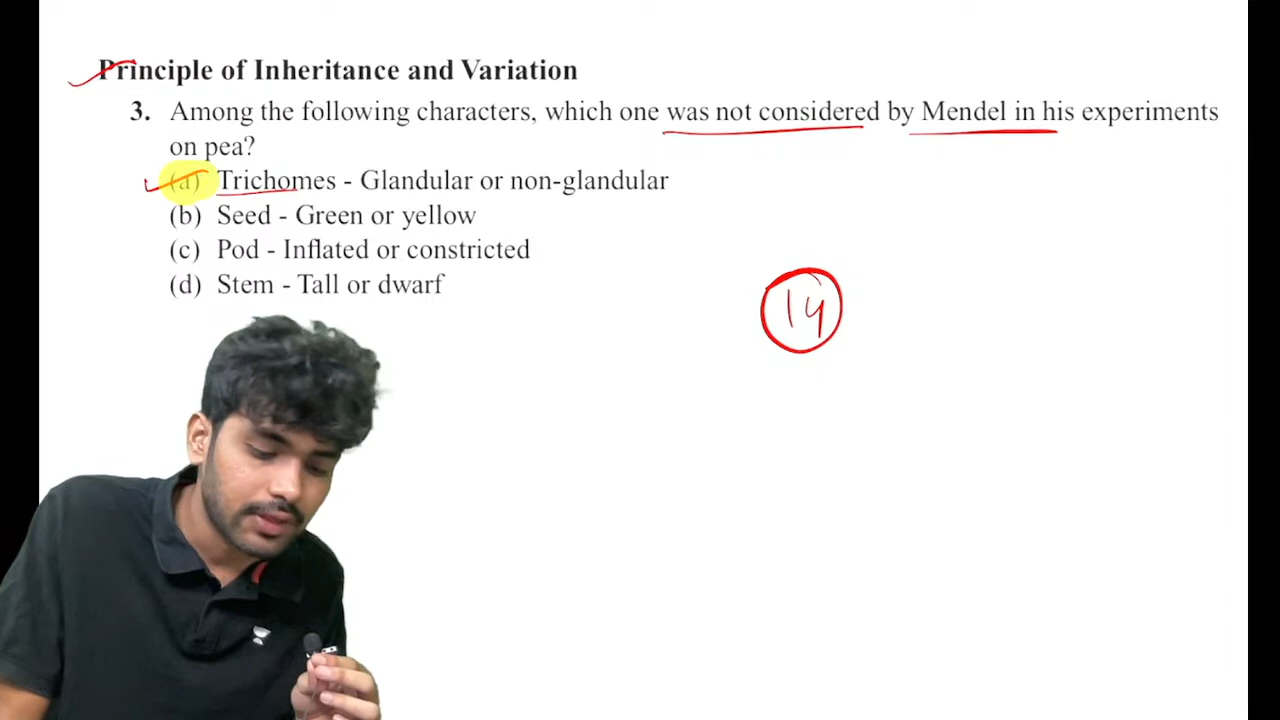 Principle of Inheritance and Variation
3. Among the following characters, which one was not considered by Mendel in his experiments
on pea?
(a) Trichomes - Glandular or non-glandular
(b) Seed - Green or yellow
(c) Pod - Inflated or constricted
(d) Stem - Tall or dwarf
14